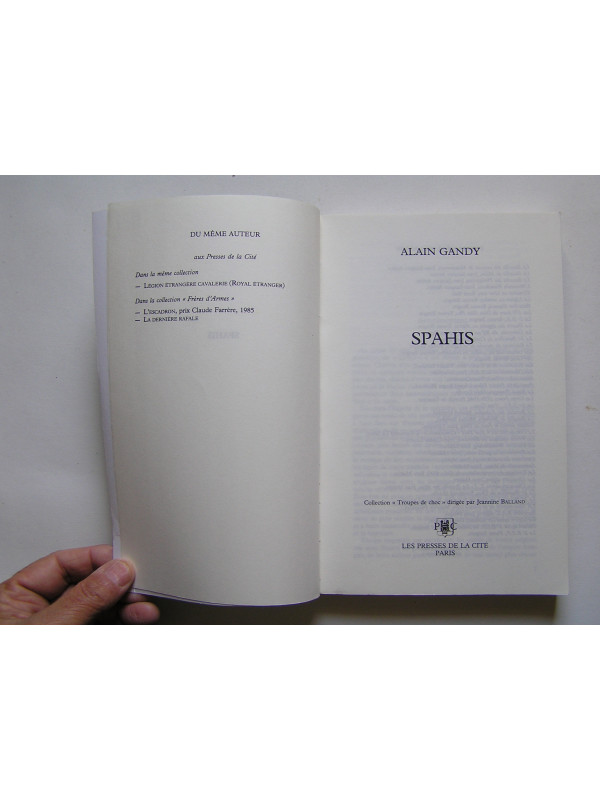 DU MÊME AUTEUR
aux Presses de la Cité
Dans la même collection
— LÉGION ÉTRANGÈRE CAVALERIE (ROYAL ÉTRANGER)
Dans la collection « Frères d'Armes »
— L'ESCADRON, prix Claude Farrère, 1985
— LA DERNIÈRE RAFALE
ALAIN GANDY
SPAHIS
Collection « Troupes de choc » dirigée par Jeannine BALLAND
P C
LES PRESSES DE LA CITÉ
PARIS